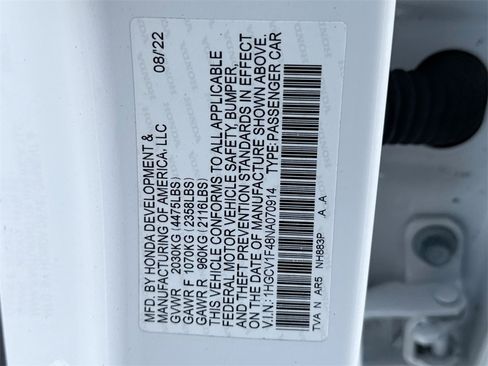 MFD. BY HONDA DEVELOPMENT & 08/'22
MANUFACTURING OF AMERICA, LLC
GVWR 2030KG (4475LBS)
GAWR F 1070KG (2358LBS)
GAWR R 960KG (2116LBS)
THIS VEHICLE CONFORMS TO ALL APPLICABLE
FEDERAL MOTOR VEHICLE SAFETY, BUMPER,
AND THEFT PREVENTION STANDARDS IN EFFECT
ON THE DATE OF MANUFACTURE SHOWN ABOVE.
V.I.N.: 1HGCV1F48NA070914 TYPE: PASSENGER CAR
TVA N AR5 NH883P A .A